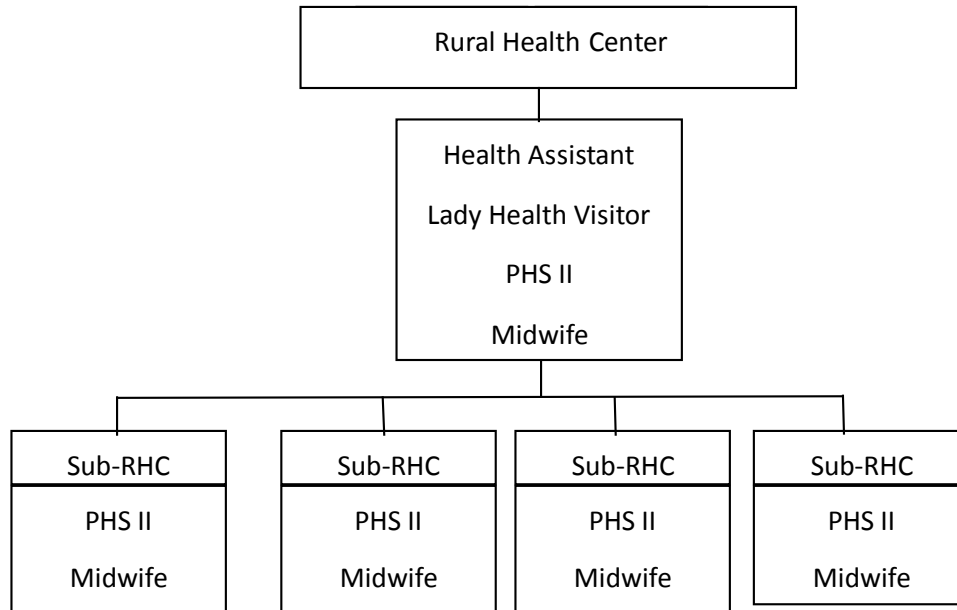 Rural Health Center
Health Assistant
Lady Health Visitor
PHS II
Midwife
Sub-RHC
PHS II
Midwife
Sub-RHC
PHS II
Midwife
Sub-RHC
PHS II
Midwife
Sub-RHC
PHS II
Midwife